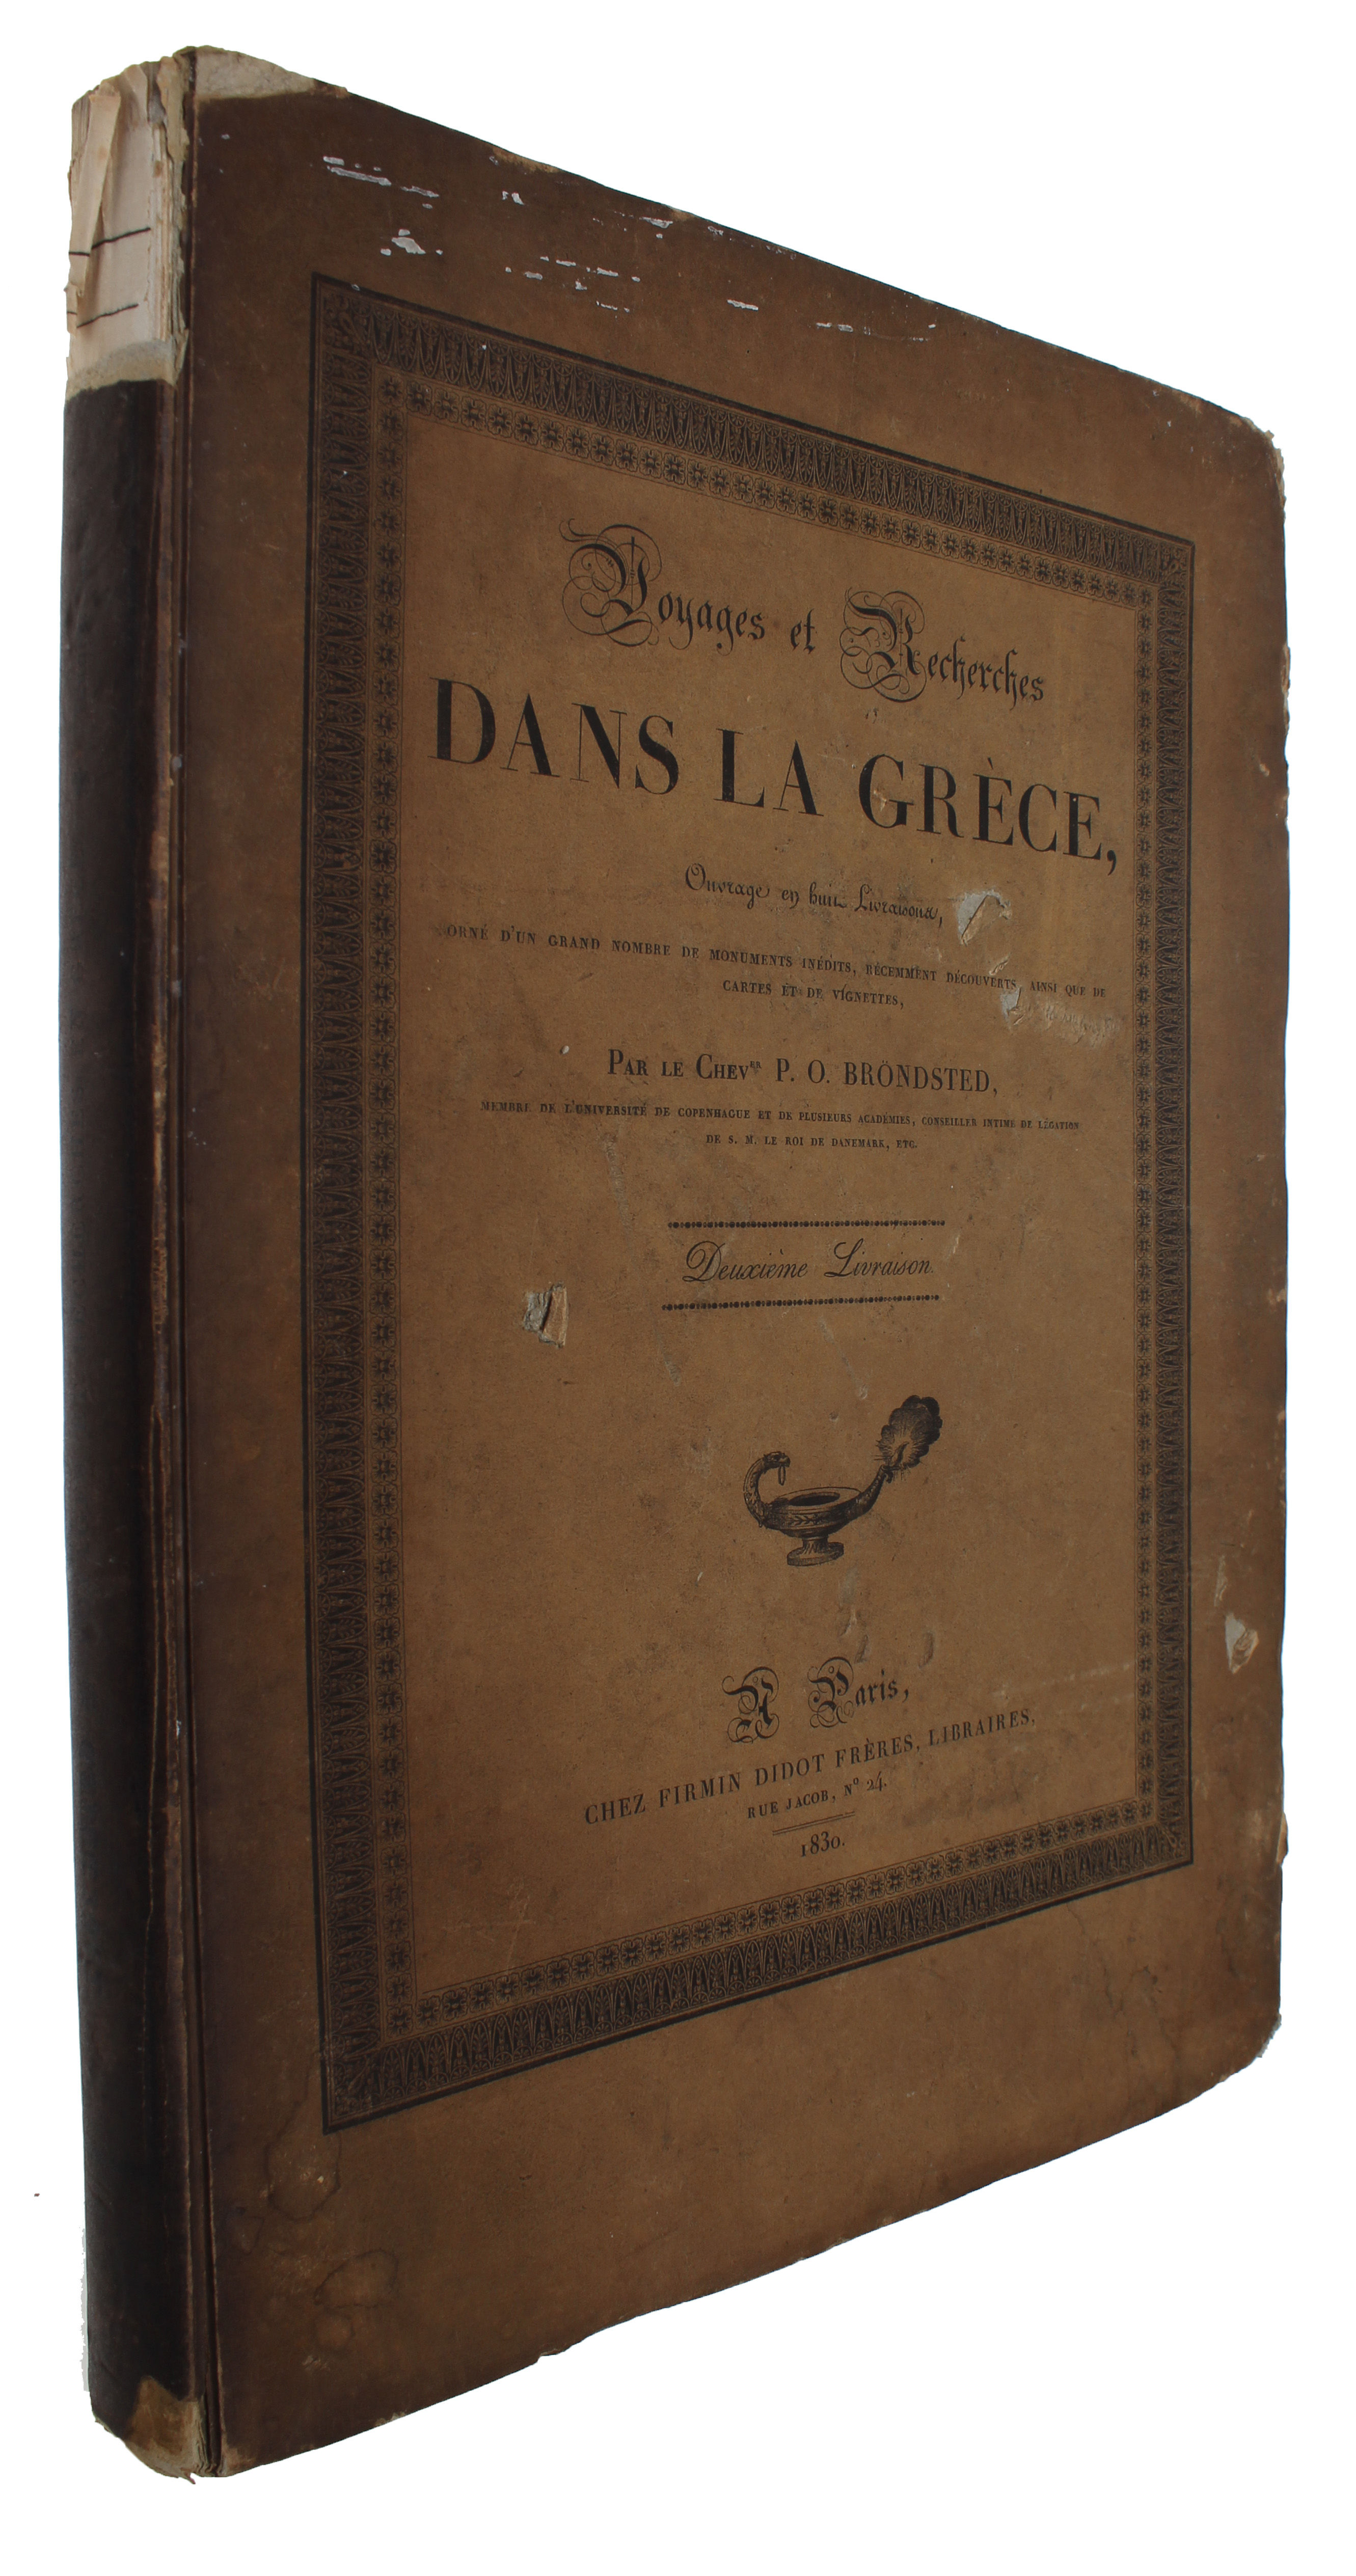 Voyages et Recherches
DANS LA GRÈCE,
Ouvrage en huit Livraisons,
ORNÉ D'UN GRAND NOMBRE DE MONUMENTS INÉDITS, RÉCEMMENT DÉCOUVERTS, AINSI QUE DE
CARTES ET DE VIGNETTES,
PAR LE CHEVER P. O. BRÖNDSTED,
MEMBRE DE L'UNIVERSITÉ DE COPENHAGUE ET DE PLUSIEURS ACADÉMIES, CONSEILLER INTIME DE LÉGATION
DE S. M. LE ROI DE DANEMARK, ETC.
Deuxième Livraison.
A Paris,
CHEZ FIRMIN DIDOT FRÈRES, LIBRAIRES,
RUE JACOB, Nº 24.
1830.